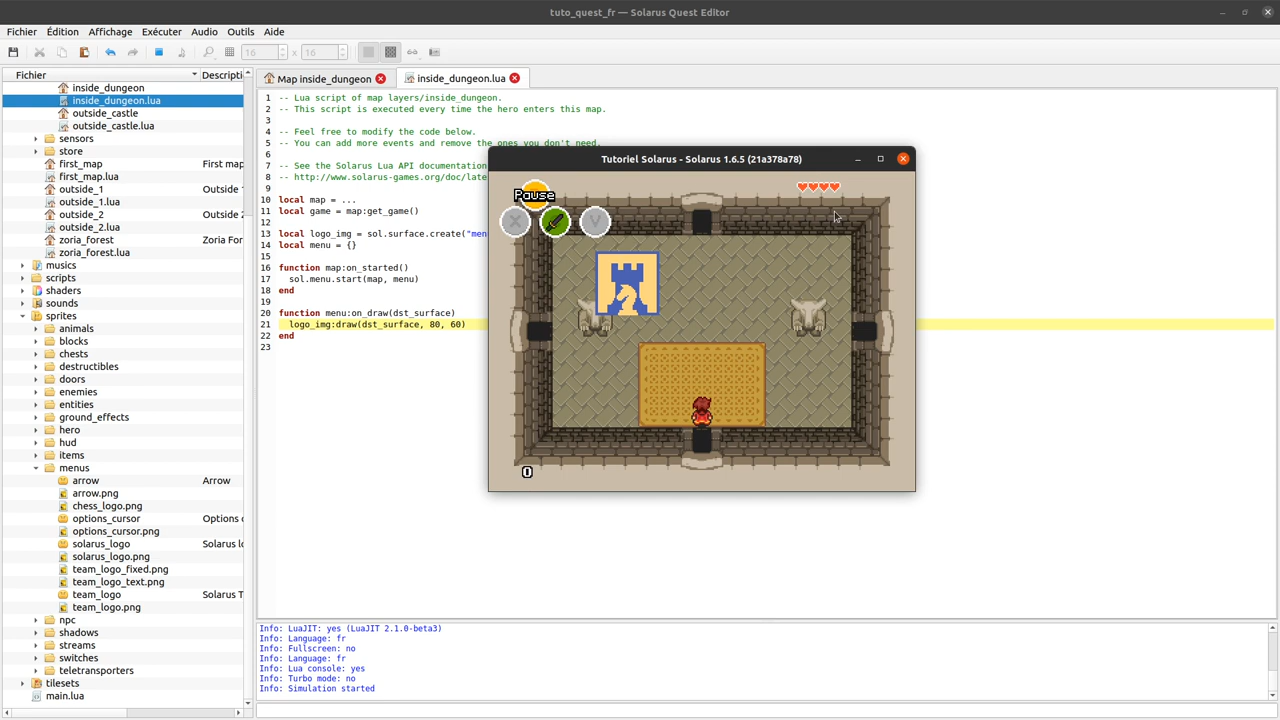 tuto_quest_fr — Solarus Quest Editor
Fichier Édition Affichage Exécuter Audio Outils Aide
16 x 16
Fichier Descripti
inside_dungeon
inside_dungeon.lua
outside_castle
outside_castle.lua
sensors
store
first_map First map
first_map.lua
outside_1 Outside
outside_1.lua
outside_2 Outside 2
outside_2.lua
zoria_forest Zoria For
zoria_forest.lua
musics
scripts
shaders
sounds
sprites
animals
blocks
chests
destructibles
doors
enemies
entities
ground_effects
hero
hud
items
menus
arrow Arrow
arrow.png
chess_logo.png
options_cursor Options c
options_cursor.png
solarus_logo Solarus lo
solarus_logo.png
team_logo_fixed.png
team_logo_text.png
team_logo Solarus T
team_logo.png
npc
shadows
streams
switches
teletransporters
tilesets
main.lua
Map inside_dungeon inside_dungeon.lua
1 -- Lua script of map layers/inside_dungeon.
2 -- This script is executed every time the hero enters this map.
3
4 -- Feel free to modify the code below.
5 -- You can add more events and remove the ones you don't need.
6
7 -- See the Solarus Lua API documentation
8 -- http://www.solarus-games.org/doc/late
9
10 local map = ...
11 local game = map:get_game()
12
13 local logo_img = sol.surface.create("men
14 local menu = {}
15
16 function map:on_started()
17 sol.menu.start(map, menu)
18 end
19
20 function menu:on_draw(dst_surface)
21 logo_img:draw(dst_surface, 80, 60)
22 end
23
Tutoriel Solarus - Solarus 1.6.5 (21a378a78)
Pause
X V
0
Info: LuaJIT: yes (LuaJIT 2.1.0-beta3)
Info: Language: fr
Info: Fullscreen: no
Info: Language: fr
Info: Lua console: yes
Info: Turbo mode: no
Info: Simulation started